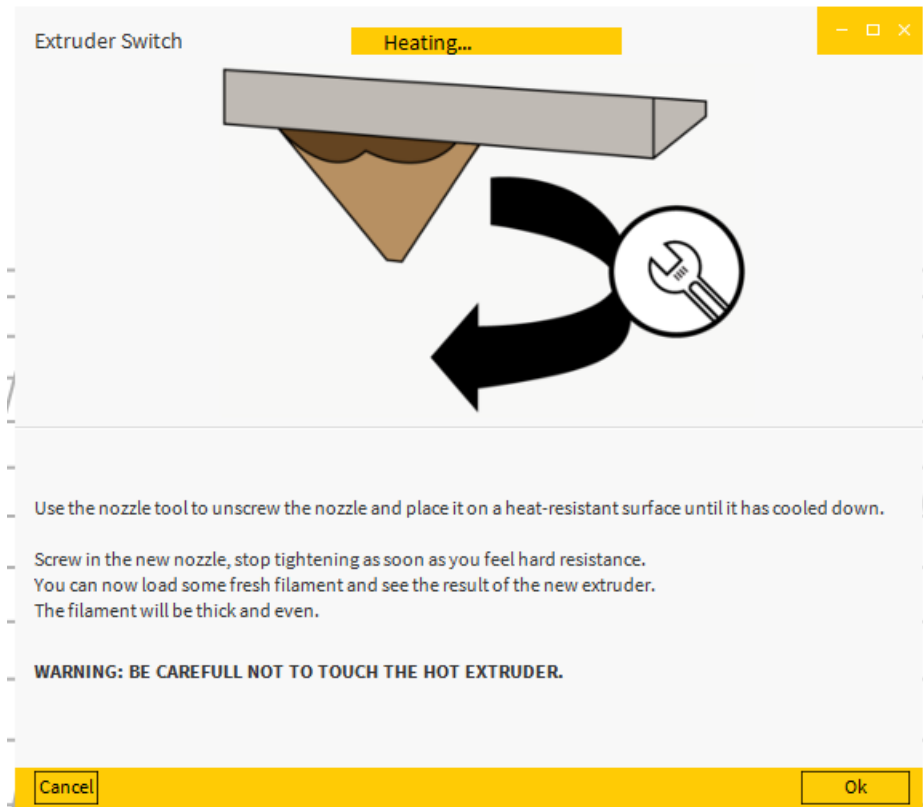 Extruder Switch
Heating...
Use the nozzle tool to unscrew the nozzle and place it on a heat-resistant surface until it has cooled down.
Screw in the new nozzle, stop tightening as soon as you feel hard resistance.
You can now load some fresh filament and see the result of the new extruder.
The filament will be thick and even.
WARNING: BE CAREFULL NOT TO TOUCH THE HOT EXTRUDER.
Cancel
Ok